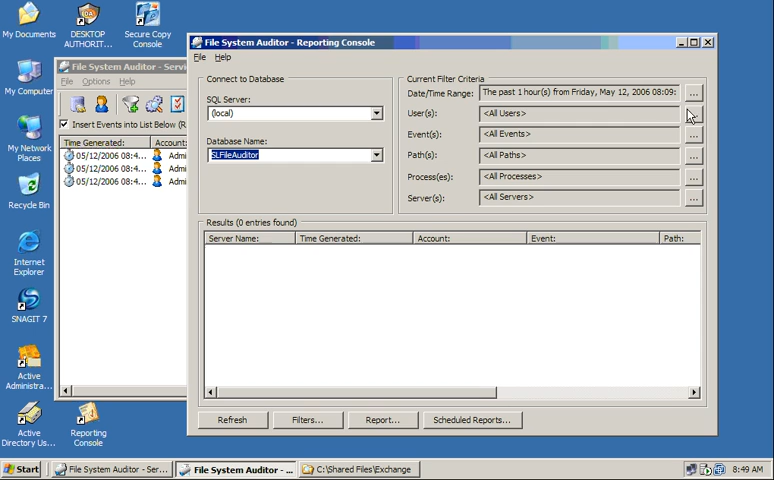 My Documents
DESKTOP
AUTHORIT...
Secure Copy
Console
My Computer
My Network
Places
Recycle Bin
Internet
Explorer
SNAGIT 7
Active
Administra...
Active
Directory Us...
Reporting
Console
File System Auditor - Servi
File Options Help
Insert Events into List Below (R
Time Generated: Account:
05/12/2006 08:4... Admi
05/12/2006 08:4... Admi
05/12/2006 08:4... Admi
File System Auditor - Reporting Console
File Help
Connect to Database
SQL Server:
(local)
Database Name:
SLFileAuditor
Current Filter Criteria
Date/Time Range: The past 1 hour(s) from Friday, May 12, 2006 08:09: ...
User(s): <All Users>
Event(s): <All Events> ...
Path(s): <All Paths> ...
Process(es): <All Processes> ...
Server(s): <All Servers> ...
Results (0 entries found)
Server Name: Time Generated: Account: Event: Path:
Refresh Filters... Report... Scheduled Reports...
Start File System Auditor - Ser... File System Auditor - ... C:\Shared Files\Exchange 8:49 AM